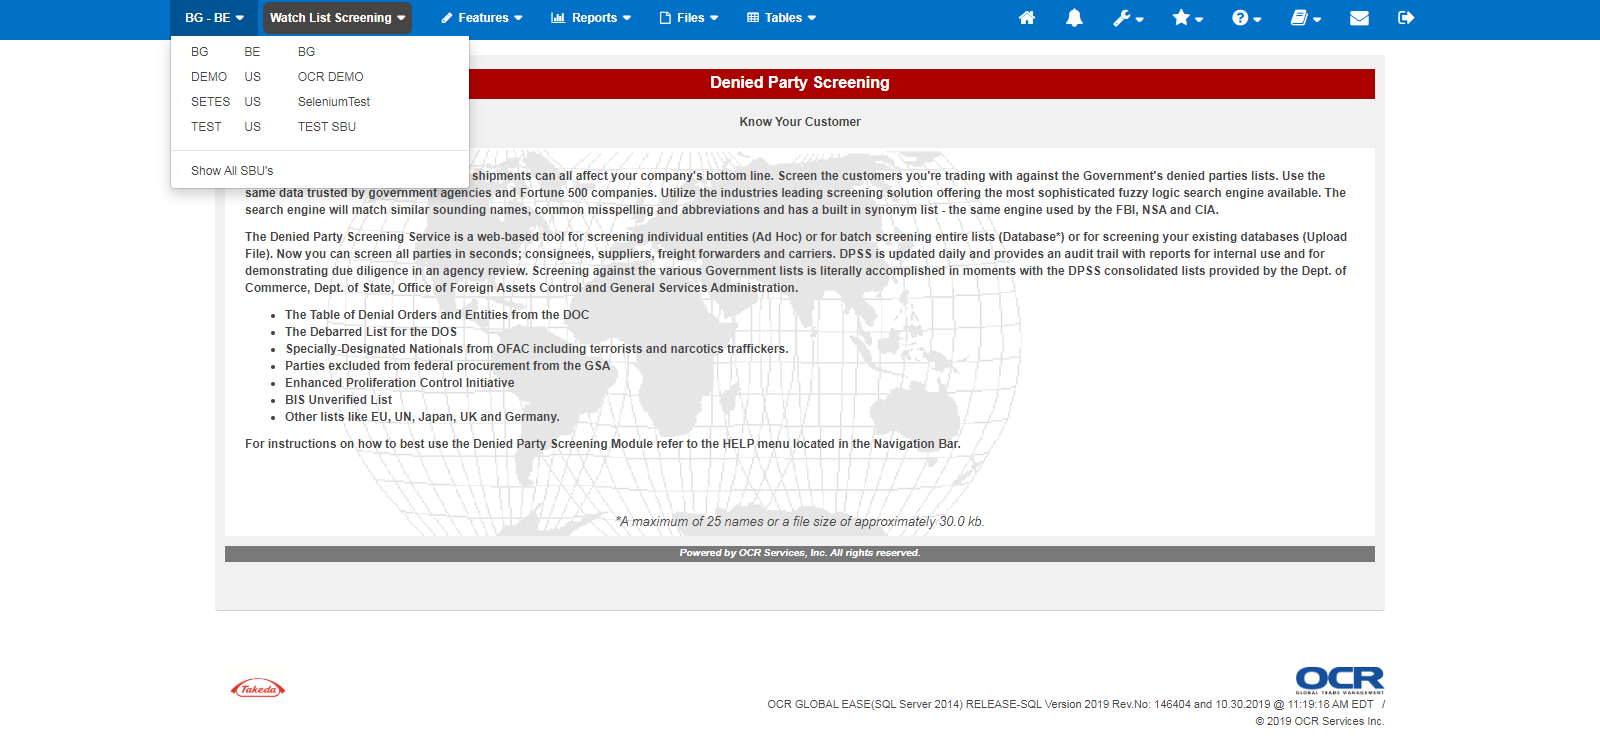 BG - BE Watch List Screening Features Reports Files Tables
BG BE BG
DEMO US OCR DEMO
SETES US SeleniumTest
TEST US TEST SBU
Show All SBU's
Denied Party Screening
Know Your Customer
shipments can all affect your company's bottom line. Screen the customers you're trading with against the Government's denied parties lists. Use the
same data trusted by government agencies and Fortune 500 companies. Utilize the industries leading screening solution offering the most sophisticated fuzzy logic search engine available. The
search engine will match similar sounding names, common misspelling and abbreviations and has a built in synonym list - the same engine used by the FBI, NSA and CIA.
The Denied Party Screening Service is a web-based tool for screening individual entities (Ad Hoc) or for batch screening entire lists (Database*) or for screening your existing databases (Upload
File). Now you can screen all parties in seconds; consignees, suppliers, freight forwarders and carriers. DPSS is updated daily and provides an audit trail with reports for internal use and for
demonstrating due diligence in an agency review. Screening against the various Government lists is literally accomplished in moments with the DPSS consolidated lists provided by the Dept. of
Commerce, Dept. of State, Office of Foreign Assets Control and General Services Administration.
• The Table of Denial Orders and Entities from the DOC
• The Debarred List for the DOS
• Specially-Designated Nationals from OFAC including terrorists and narcotics traffickers.
• Parties excluded from federal procurement from the GSA
• Enhanced Proliferation Control Initiative
• BIS Unverified List
• Other lists like EU, UN, Japan, UK and Germany.
For instructions on how to best use the Denied Party Screening Module refer to the HELP menu located in the Navigation Bar.
*A maximum of 25 names or a file size of approximately 30.0 kb.
Powered by OCR Services, Inc. All rights reserved.
Takeda
OCR
GLOBAL TRADE MANAGEMENT
OCR GLOBAL EASE(SQL Server 2014) RELEASE-SQL Version 2019 Rev.No: 146404 and 10.30.2019 @ 11:19:18 AM EDT /
© 2019 OCR Services Inc.